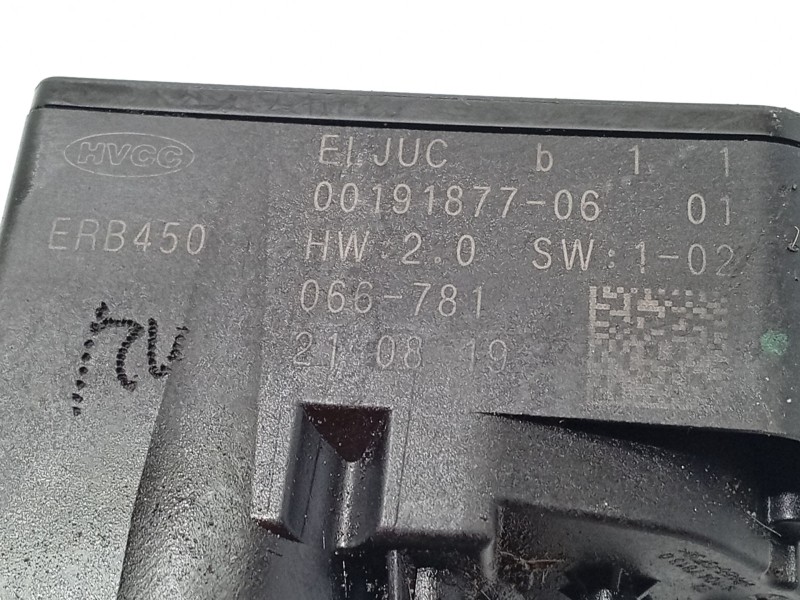 HVCC
EI JUC b 1 1
00191877-06 01
ERB450
HW:2.0 SW:1-02
066-781
21 08 19